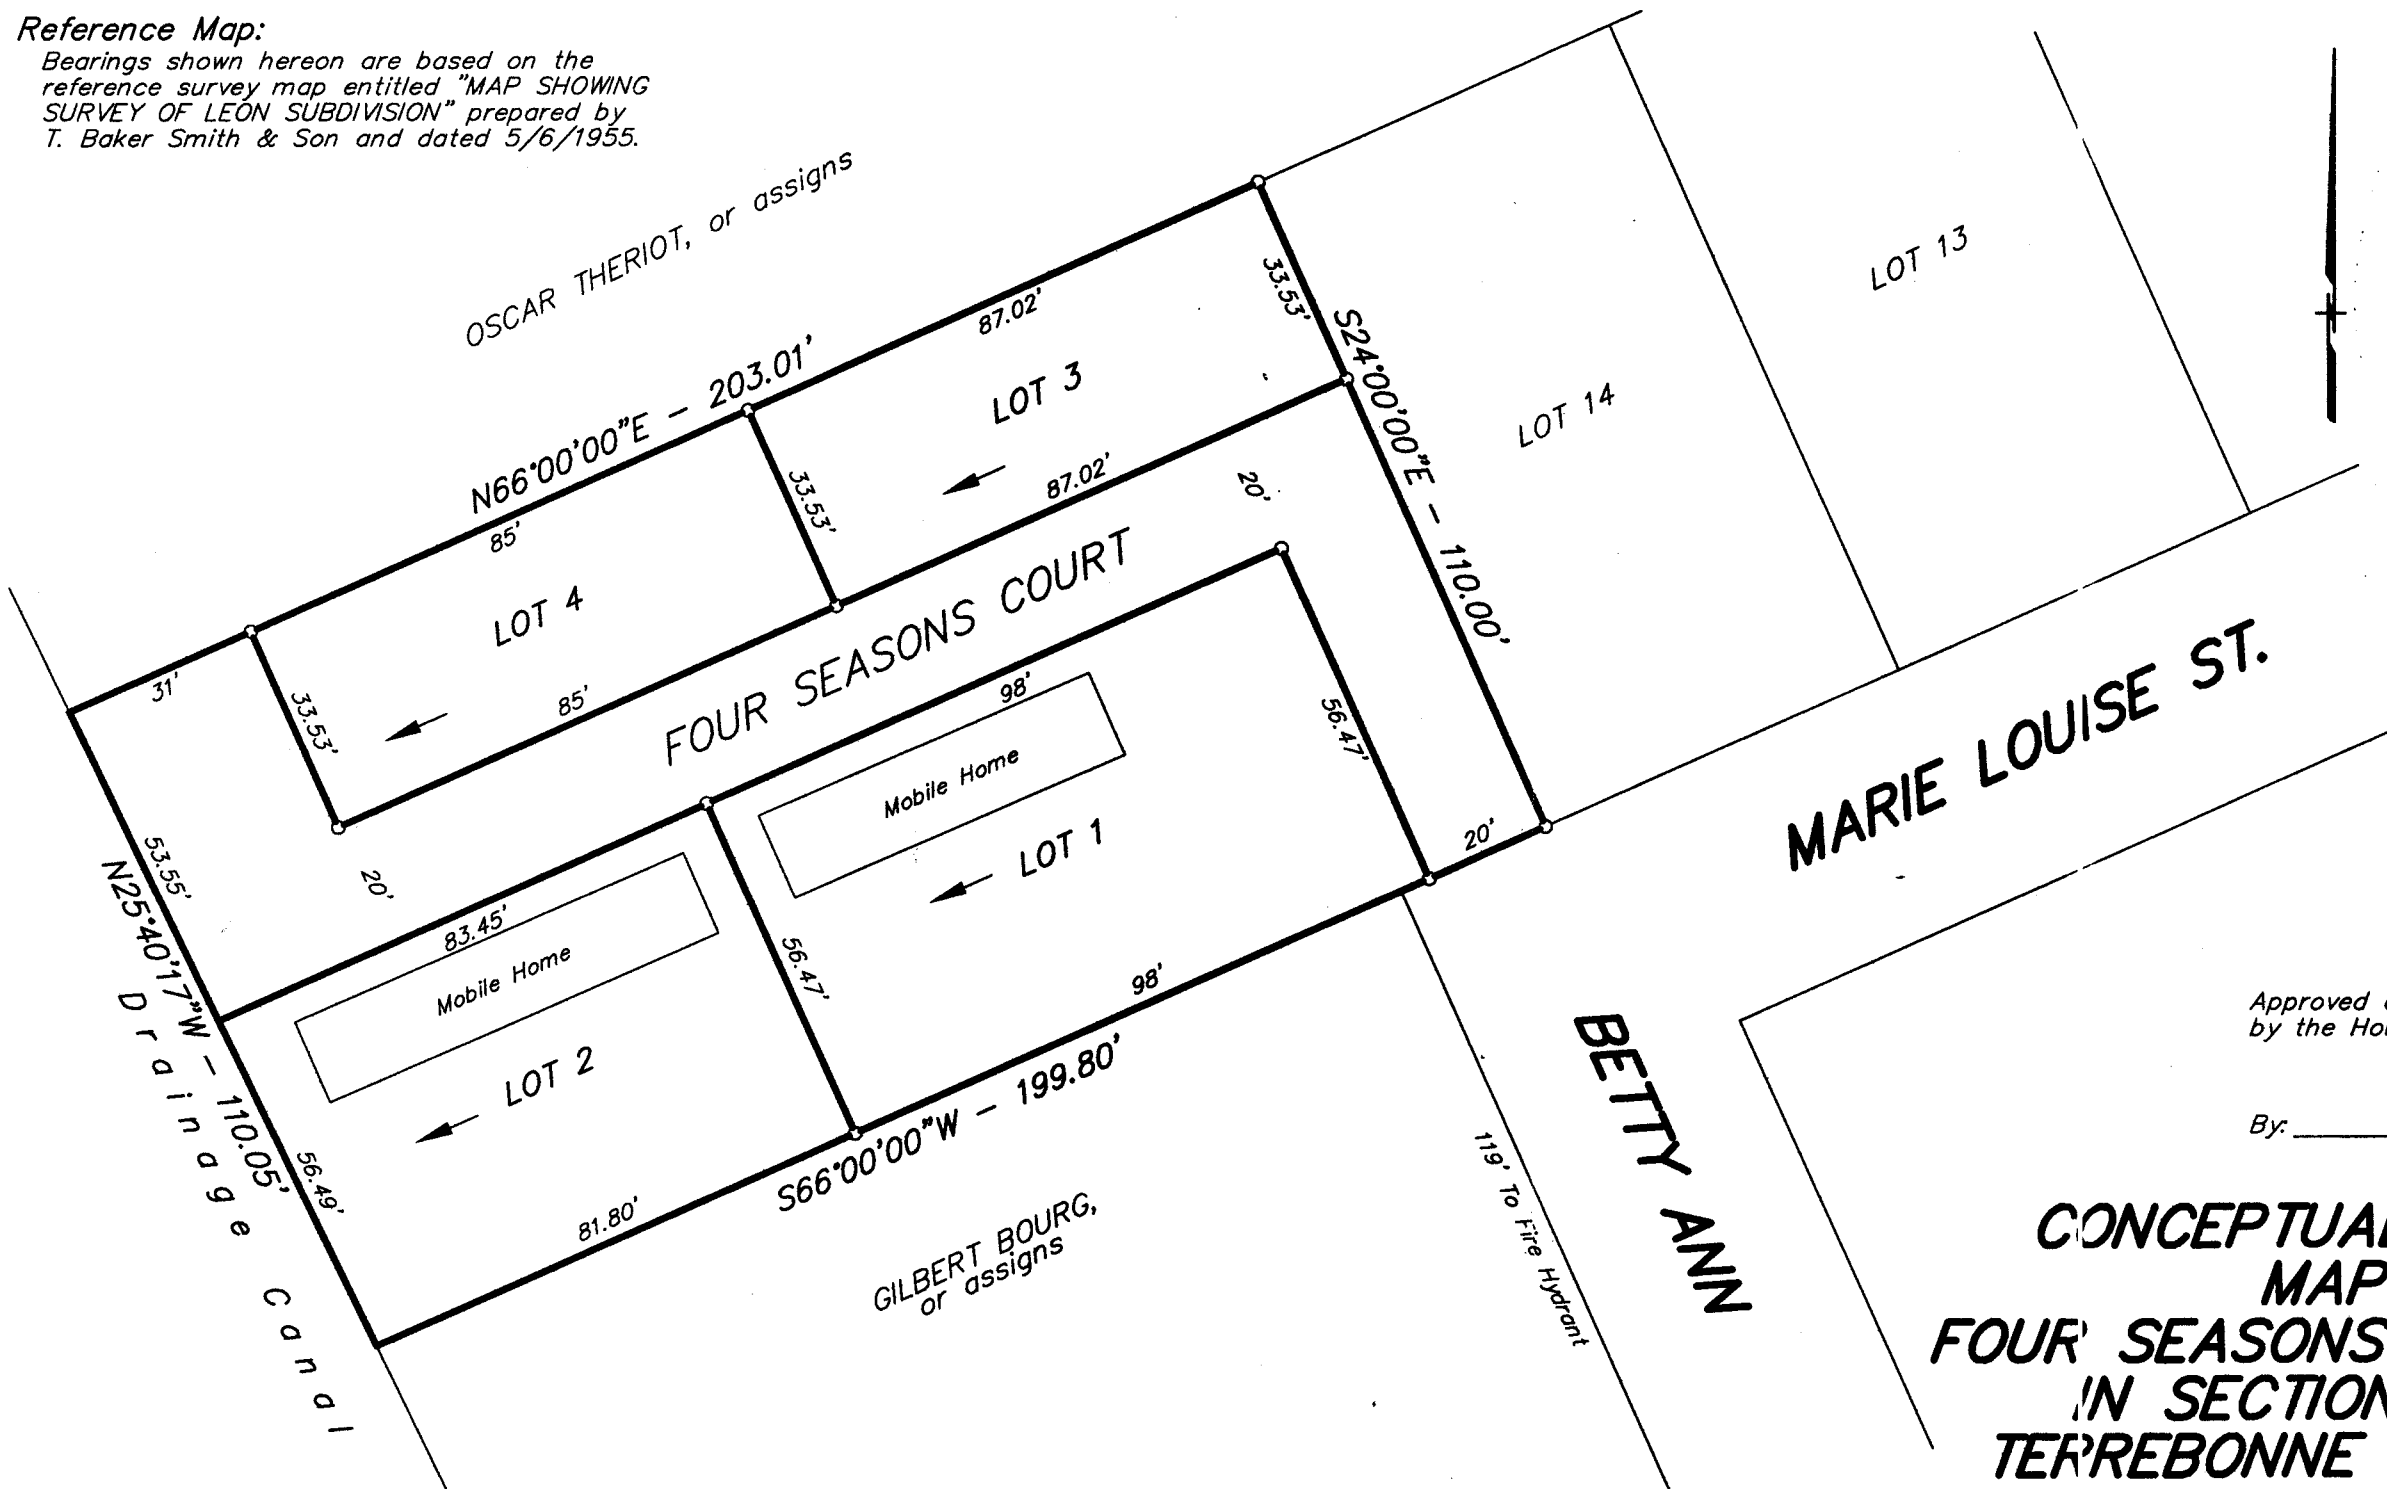 Reference Map:
Bearings shown hereon are based on the
reference survey map entitled "MAP SHOWING
SURVEY OF LEON SUBDIVISION" prepared by
T. Baker Smith & Son and dated 5/6/1955.
OSCAR THERIOT, or assigns
N66°00'00"E - 203.01'
87.02'
33.53'
S24°00'00"E - 110.00'
LOT 3
87.02'
33.53'
LOT 14
LOT 13
85'
LOT 4
85'
33.53'
31'
20'
FOUR SEASONS COURT
20'
98'
Mobile Home
LOT 1
56.47'
20'
MARIE LOUISE ST.
53.55'
N25°40'17"W - 110.05'
83.45'
Mobile Home
LOT 2
56.47'
98'
S66°00'00"W - 199.80'
56.49'
81.80'
Drainage Canal
GILBERT BOURG,
or assigns
BETTY ANN
119' To Fire Hydrant
Approved
by the Ho
By:
CONCEPTUAL
MAP
FOUR SEASONS
IN SECTION
TERREBONNE